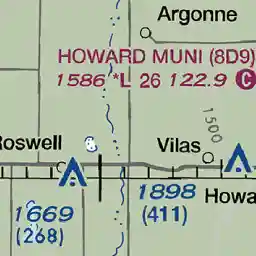 Argonne
HOWARD MUNI (8D9)
1586 *L 26 122.9 C
1500
Roswell
Vilas
1898
(411)
Howa
1669
(268)